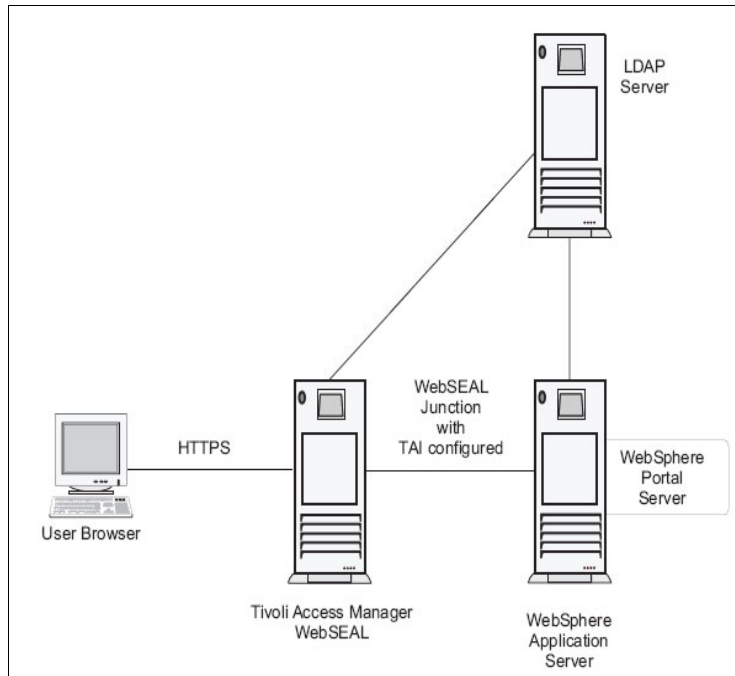 LDAP
Server
WebSEAL
Junction
with
TAI configured
HTTPS
WebSphere
Portal
Server
User Browser
Tivoli Access Manager
WebSEAL
WebSphere
Application
Server